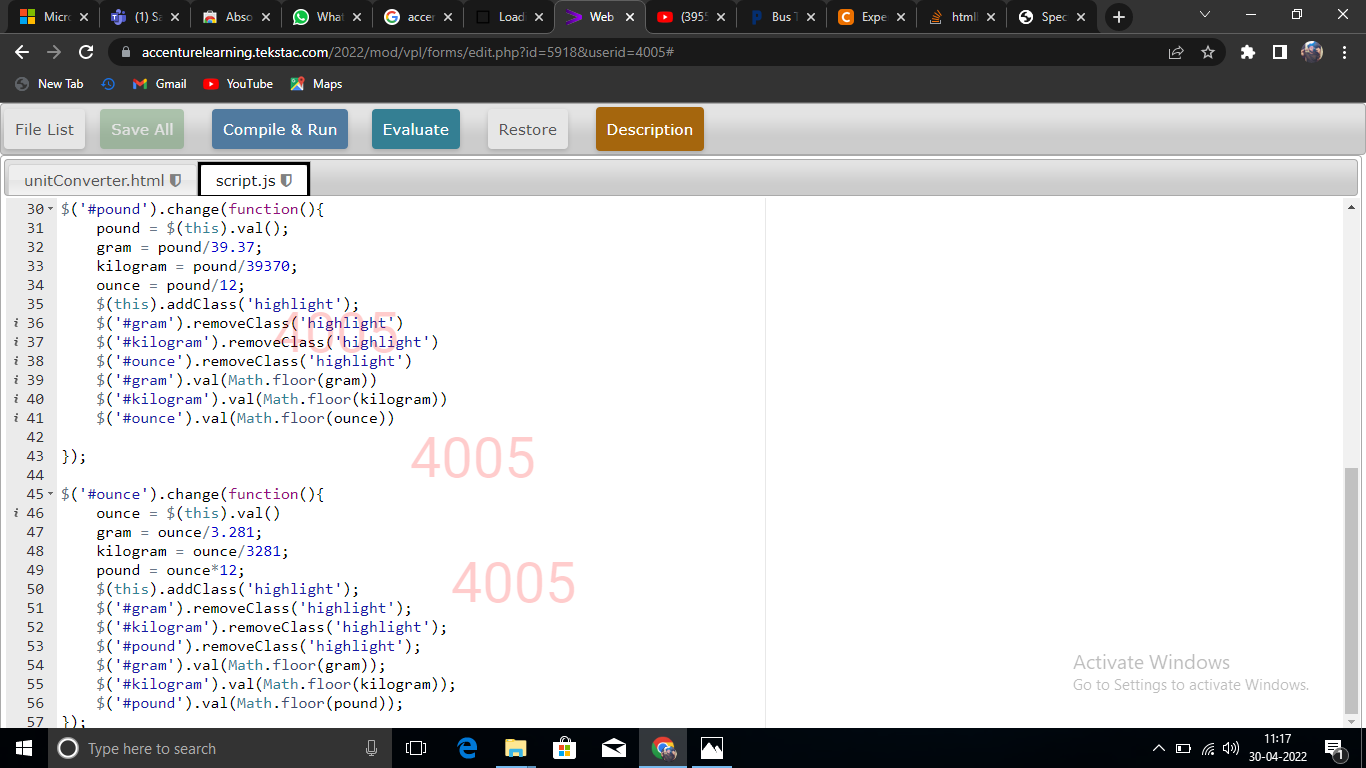 Micro
(1) Sa
Abso
What
accer
Load
Web
(395
Bus T
Expe
htmll
Spec
accenturelearning.tekstac.com/2022/mod/vpl/forms/edit.php?id=5918&userid=4005#
New Tab Gmail YouTube Maps
File List Save All Compile & Run Evaluate Restore Description
unitConverter.html script.js
30 $('#pound').change(function(){
31 pound = $(this).val();
32 gram = pound/39.37;
33 kilogram = pound/39370;
34 ounce = pound/12;
35 $(this).addClass('highlight');
i 36 $('#gram').removeClass('highlight')
i 37 $('#kilogram').removeClass('highlight')
i 38 $('#ounce').removeClass('highlight')
i 39 $('#gram').val(Math.floor(gram))
i 40 $('#kilogram').val(Math.floor(kilogram))
i 41 $('#ounce').val(Math.floor(ounce))
42
43 });
44
45 $('#ounce').change(function(){
i 46 ounce = $(this).val()
47 gram = ounce/3.281;
48 kilogram = ounce/3281;
49 pound = ounce*12;
50 $(this).addClass('highlight');
51 $('#gram').removeClass('highlight');
52 $('#kilogram').removeClass('highlight');
53 $('#pound').removeClass('highlight');
54 $('#gram').val(Math.floor(gram));
55 $('#kilogram').val(Math.floor(kilogram));
56 $('#pound').val(Math.floor(pound));
57 });
4005
4005
4005
Activate Windows
Go to Settings to activate Windows.
Type here to search
11:17
30-04-2022
1